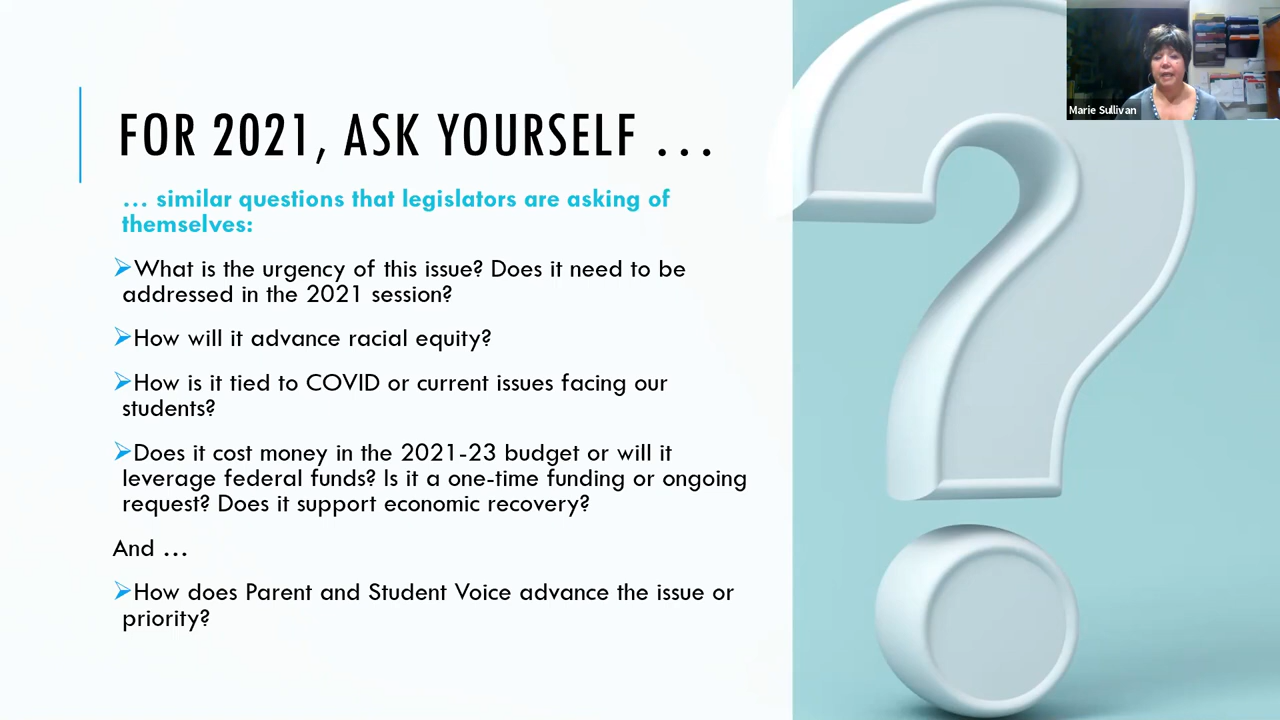 FOR 2021, ASK YOURSELF ...
... similar questions that legislators are asking of
themselves:
➢What is the urgency of this issue? Does it need to be
addressed in the 2021 session?
➢How will it advance racial equity?
➢How is it tied to COVID or current issues facing our
students?
➢Does it cost money in the 2021-23 budget or will it
leverage federal funds? Is it a one-time funding or ongoing
request? Does it support economic recovery?
And ...
➢How does Parent and Student Voice advance the issue or
priority?
Marie Sullivan